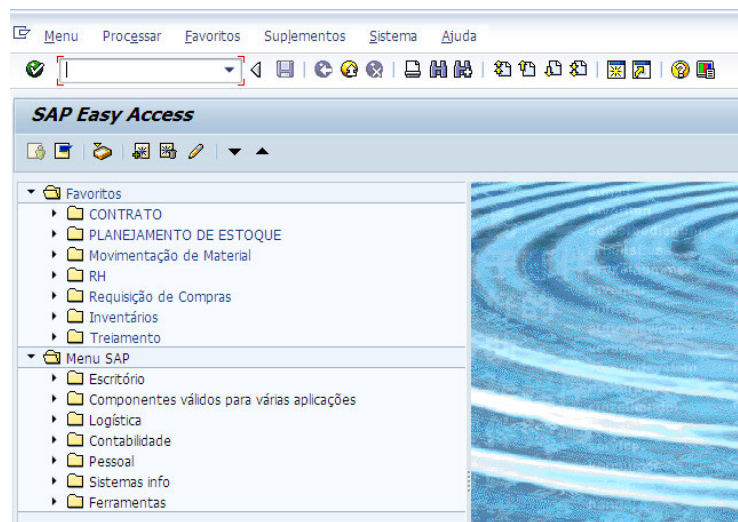 Menu Processar Favoritos Suplementos Sistema Ajuda
SAP Easy Access
Favoritos
CONTRATO
PLANEJAMENTO DE ESTOQUE
Movimentação de Material
RH
Requisição de Compras
Inventários
Treiamento
Menu SAP
Escritório
Componentes válidos para várias aplicações
Logística
Contabilidade
Pessoal
Sistemas info
Ferramentas